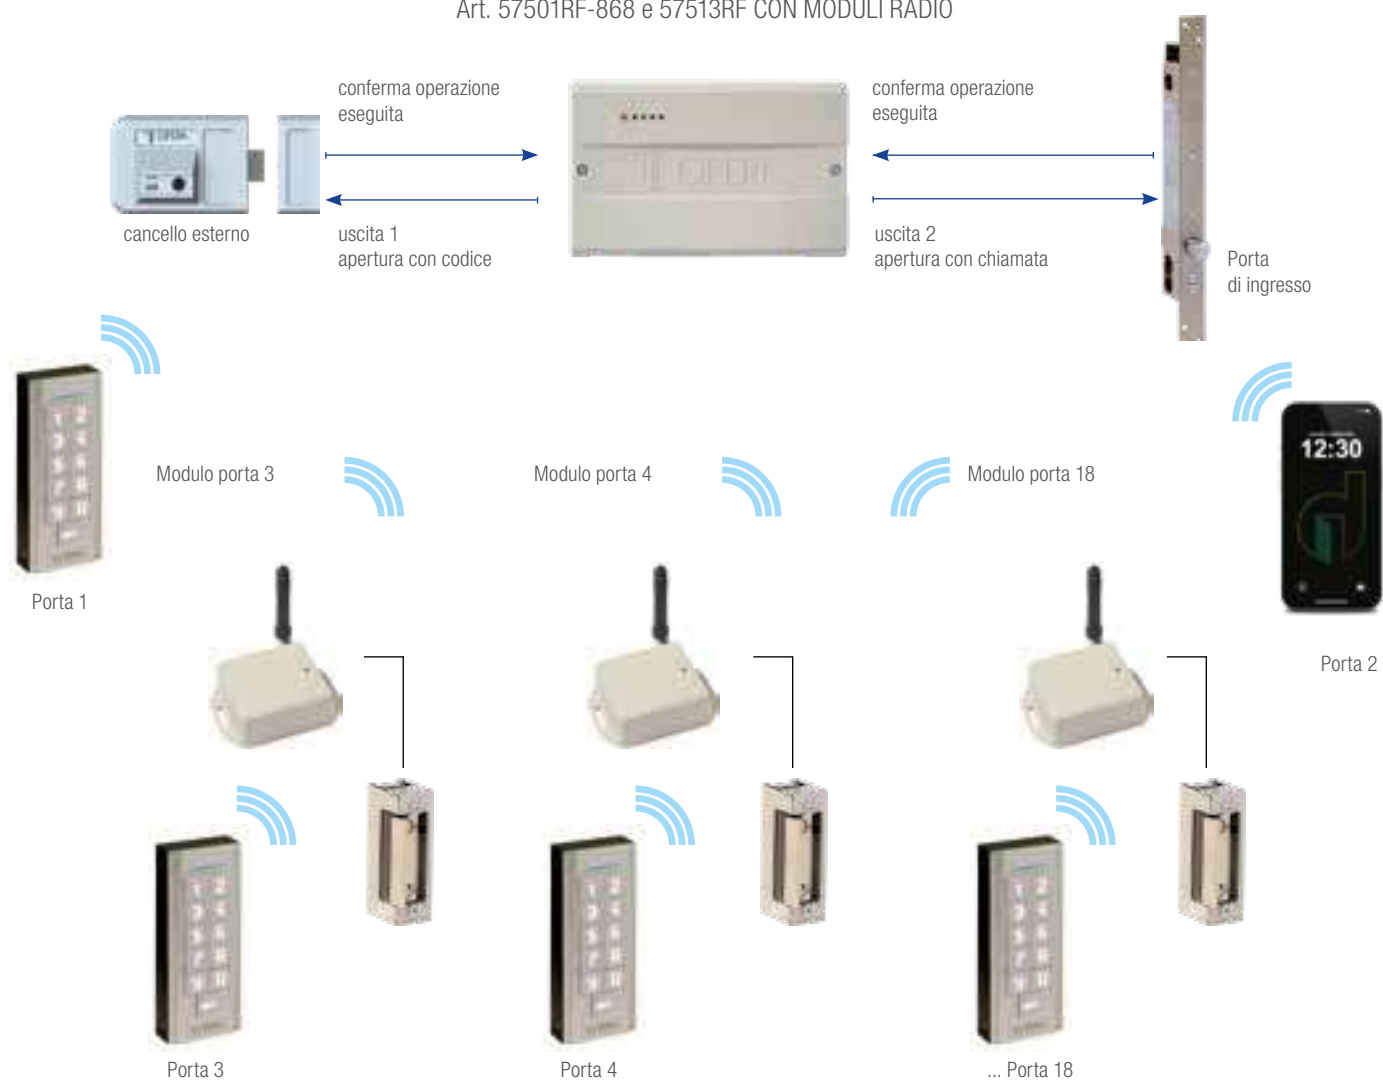 Art. 57501RF-868 e 57513RF CON MODULI RADIO
conferma operazione
eseguita
conferma operazione
eseguita
cancello esterno
uscita 1
apertura con codice
uscita 2
apertura con chiamata
Porta
di ingresso
12:30
Modulo porta 3
Modulo porta 4
Modulo porta 18
Porta 1
Porta 2
Porta 3
Porta 4
... Porta 18